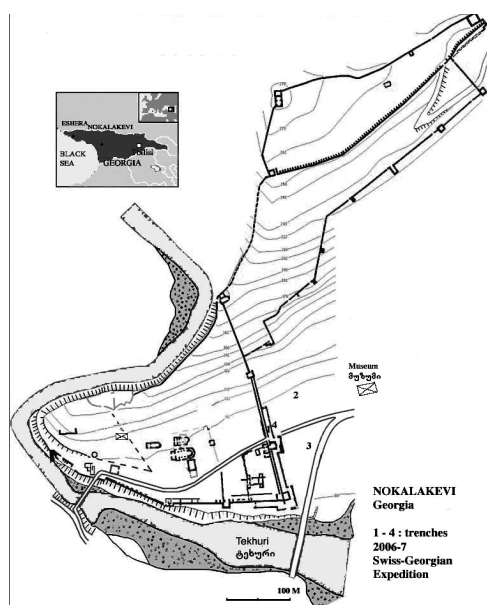 ESHERA
NOKALAKEVI
Tbilisi
BLACK
SEA
GEORGIA
Museum
მუზეუმი
2
4
3
NOKALAKEVI
Georgia
1 - 4 : trenches
2006-7
Swiss-Georgian
Expedition
Tekhuri
ტეხური
100 M